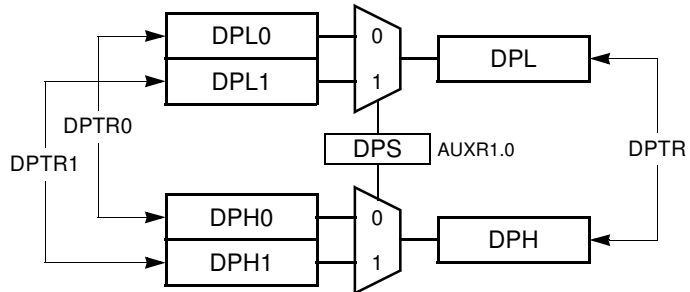 DPL0
0
DPL
DPL1
1
DPTR0
DPS
AUXR1.0
DPTR
DPTR1
DPH0
0
DPH
DPH1
1